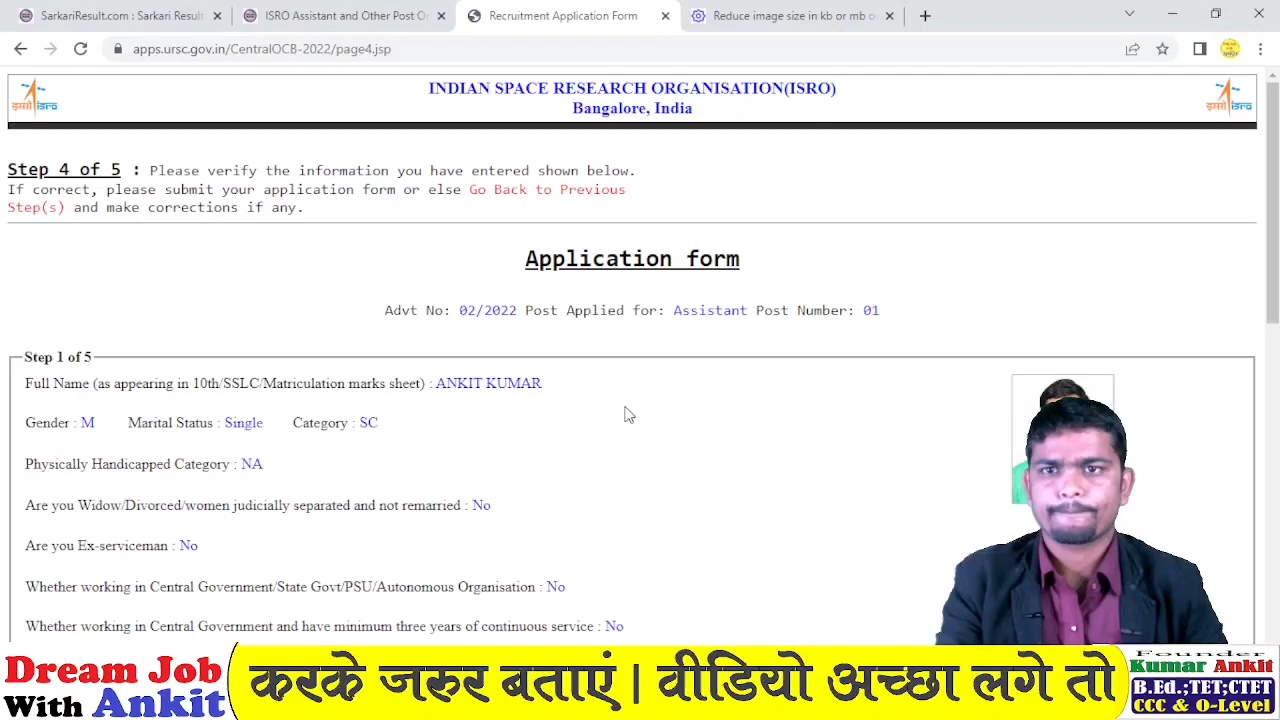 SarkariResult.com : Sarkari Result
ISRO Assistant and Other Post O
Recruitment Application Form
Reduce image size in kb or mb o
apps.ursc.gov.in/CentralOCB-2022/page4.jsp
INDIAN SPACE RESEARCH ORGANISATION(ISRO)
Bangalore, India
इसरो isro
इसरो isro
Step 4 of 5 : Please verify the information you have entered shown below.
If correct, please submit your application form or else Go Back to Previous
Step(s) and make corrections if any.
Application form
Advt No: 02/2022 Post Applied for: Assistant Post Number: 01
Step 1 of 5
Full Name (as appearing in 10th/SSLC/Matriculation marks sheet) : ANKIT KUMAR
Gender : M Marital Status : Single Category : SC
Physically Handicapped Category : NA
Are you Widow/Divorced/women judicially separated and not remarried : No
Are you Ex-serviceman : No
Whether working in Central Government/State Govt/PSU/Autonomous Organisation : No
Whether working in Central Government and have minimum three years of continuous service : No
Dream Job
With Ankit
करके जरुर बताएं | वीडियो अच्छा लगे तो
Founder
Kumar Ankit
B.Ed.;TET;CTET
CCC & O-Level